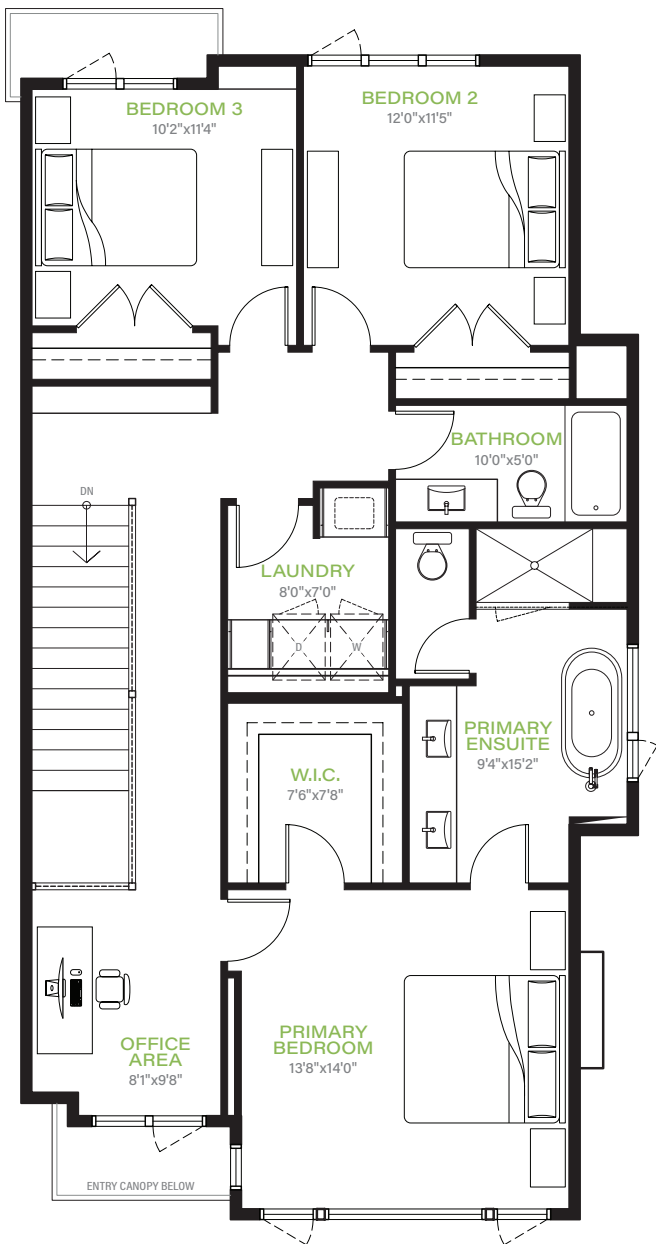 BEDROOM 3
10'2"x11'4"
BEDROOM 2
12'0"x11'5"
BATHROOM
10'0"x5'0"
DN
LAUNDRY
8'0"x7'0"
D
W
PRIMARY
ENSUITE
9'4"x15'2"
W.I.C.
7'6"x7'8"
PRIMARY
BEDROOM
13'8"x14'0"
OFFICE
AREA
8'1"x9'8"
ENTRY CANOPY BELOW